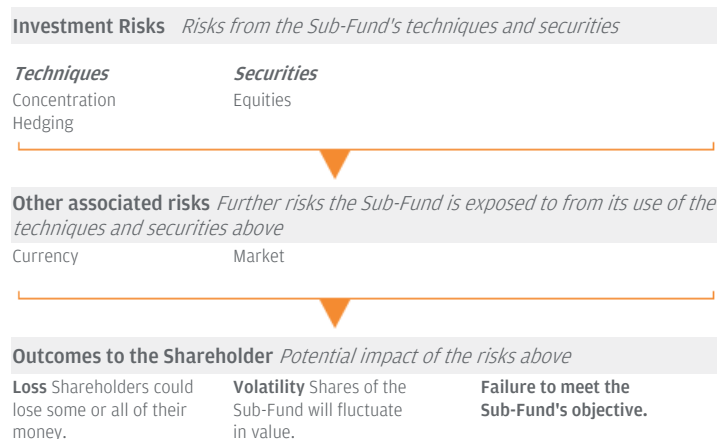 Investment Risks Risks from the Sub-Fund's techniques and securities
Techniques Securities
Concentration Equities
Hedging
Other associated risks Further risks the Sub-Fund is exposed to from its use of the
techniques and securities above
Currency Market
Outcomes to the Shareholder Potential impact of the risks above
Loss Shareholders could
lose some or all of their
money.
Volatility Shares of the
Sub-Fund will fluctuate
in value.
Failure to meet the
Sub-Fund's objective.